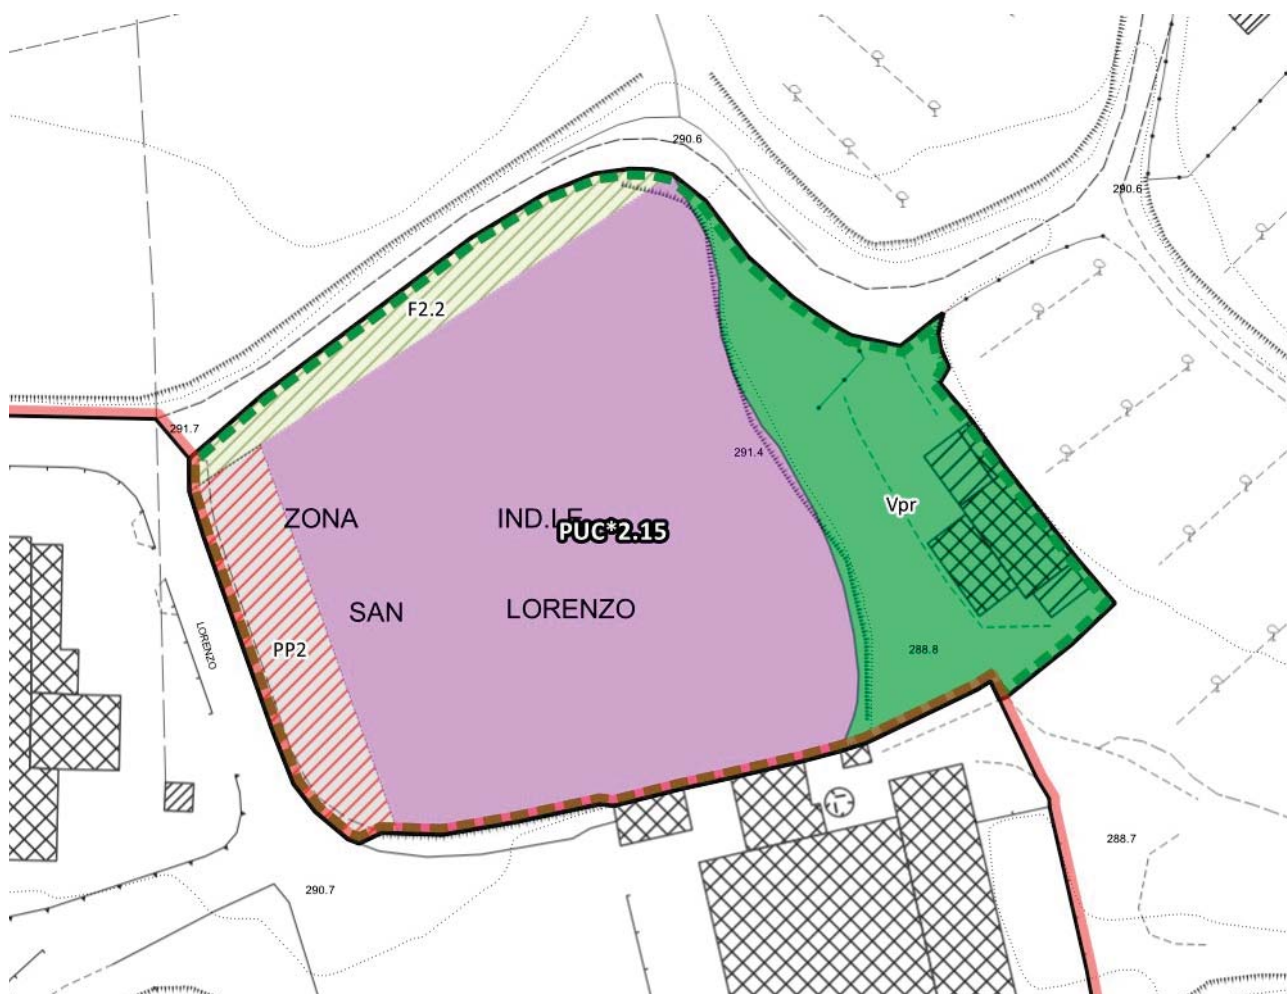 290.6
290.6
F2.2
291.7
291.4
ZONA IND.LE
PUC*2.15
Vpr
SAN LORENZO
LORENZO
PP2
288.8
288.7
290.7